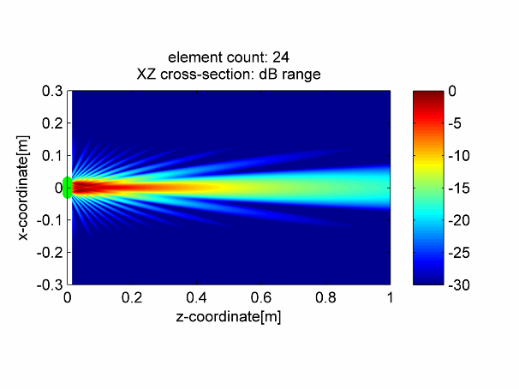 element count: 24
XZ cross-section: dB range
0.3
0.2
0.1
0
-0.1
-0.2
-0.3
x-coordinate[m]
0 0.2 0.4 0.6 0.8 1
z-coordinate[m]
0
-5
-10
-15
-20
-25
-30